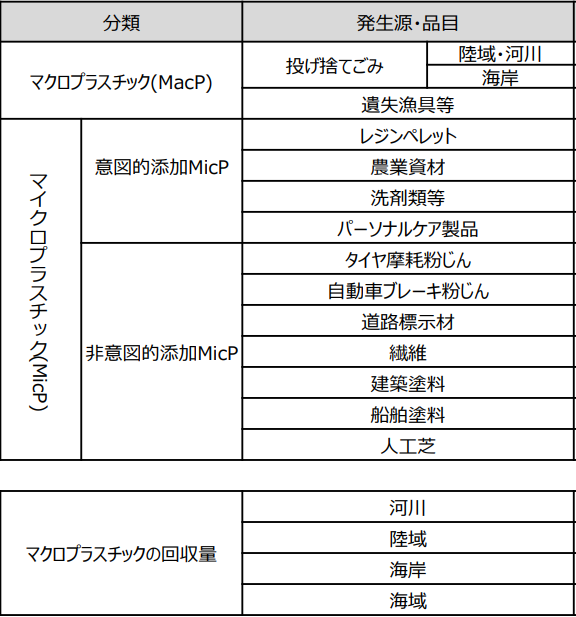 分類
発生源・品目
マクロプラスチック(MacP)
投げ捨てごみ
陸域・河川
海岸
遺失漁具等
マイクロプラスチック(MicP)
意図的添加MicP
レジンペレット
農業資材
洗剤類等
パーソナルケア製品
非意図的添加MicP
タイヤ摩耗粉じん
自動車ブレーキ粉じん
道路標示材
繊維
建築塗料
船舶塗料
人工芝
マクロプラスチックの回収量
河川
陸域
海岸
海域